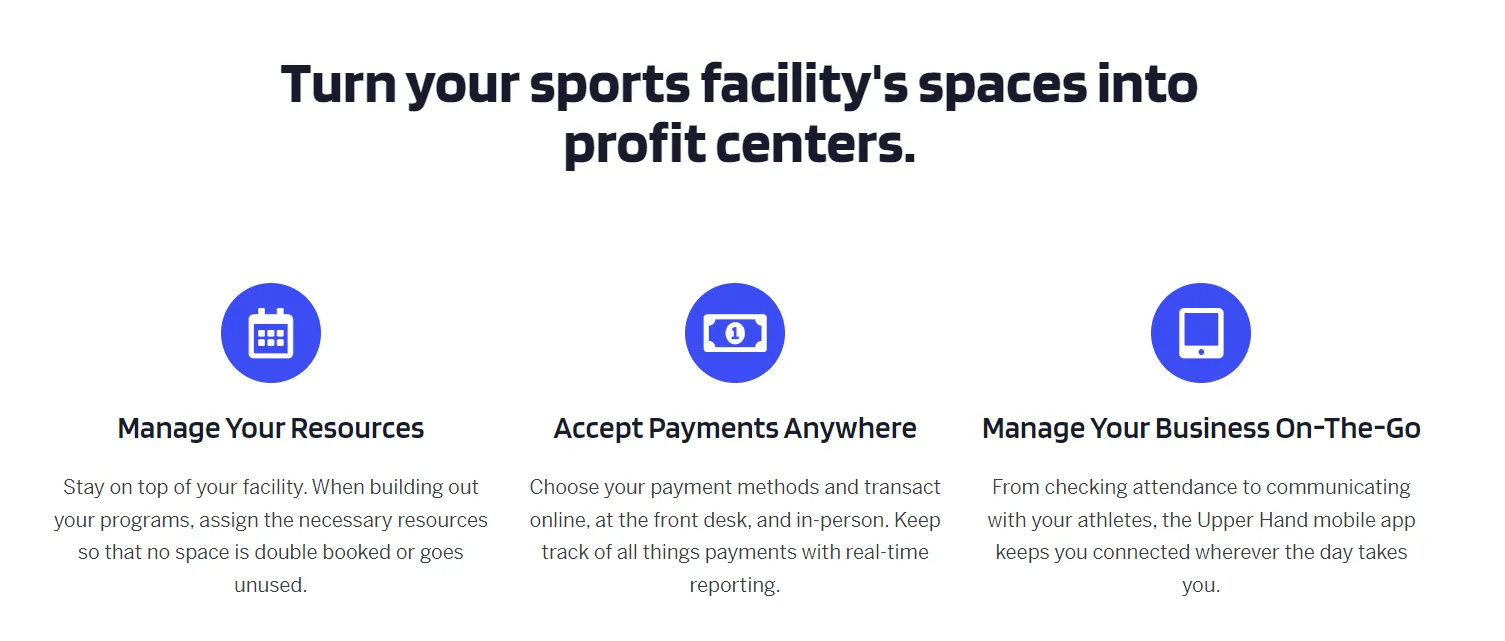 Turn your sports facility's spaces into
profit centers.
1
Manage Your Resources
Stay on top of your facility. When building out
your programs, assign the necessary resources
so that no space is double booked or goes
unused.
Accept Payments Anywhere
Choose your payment methods and transact
online, at the front desk, and in-person. Keep
track of all things payments with real-time
reporting.
Manage Your Business On-The-Go
From checking attendance to communicating
with your athletes, the Upper Hand mobile app
keeps you connected wherever the day takes
you.